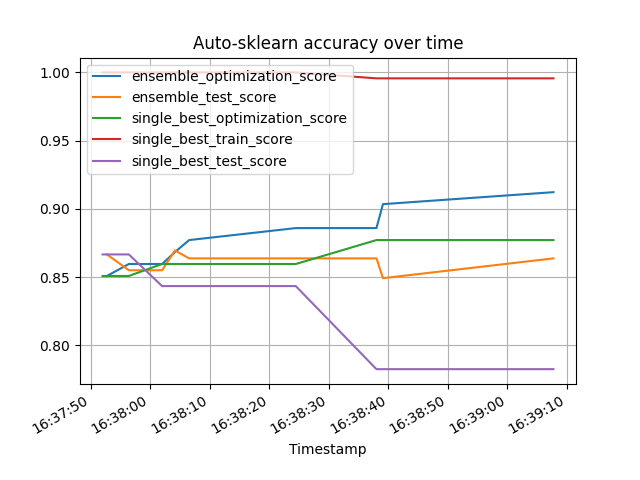 Auto-sklearn accuracy over time
1.00
0.95
0.90
0.85
0.80
ensemble_optimization_score
ensemble_test_score
single_best_optimization_score
single_best_train_score
single_best_test_score
16:37:50
16:38:00
16:38:10
16:38:20
16:38:30
16:38:40
16:38:50
16:39:00
16:39:10
Timestamp